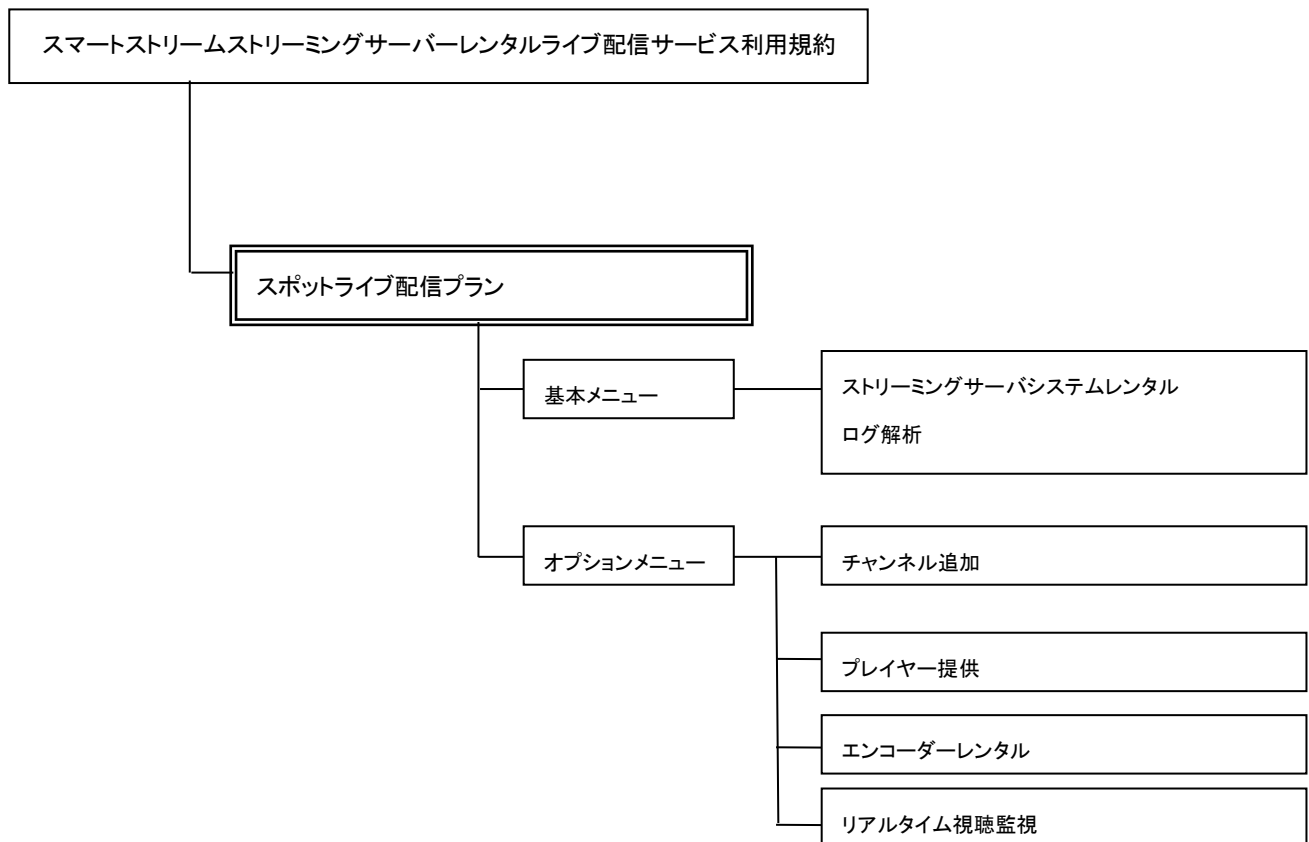 スマートストリームストリーミングサーバーレンタルライブ配信サービス利用規約
スポットライブ配信プラン
基本メニュー
ストリーミングサーバシステムレンタル
ログ解析
オプションメニュー
チャンネル追加
プレイヤー提供
エンコーダーレンタル
リアルタイム視聴監視